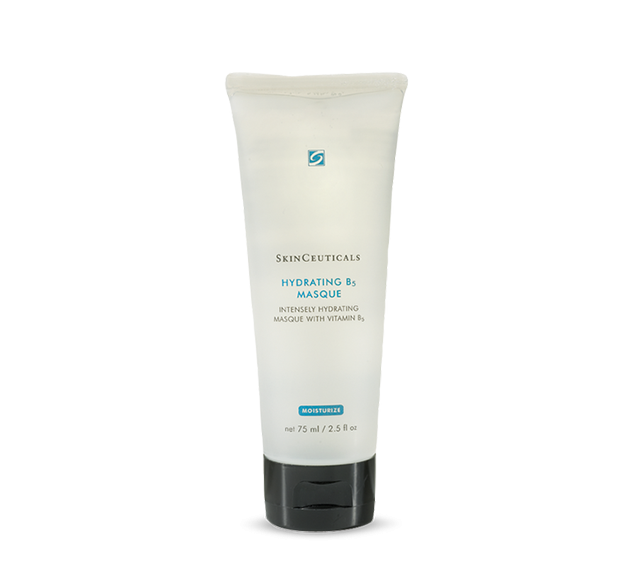 SKINCEUTICALS
HYDRATING B5
MASQUE
INTENSELY HYDRATING
MASQUE WITH VITAMIN B5
MOISTURIZE
net 75 ml / 2.5 fl oz